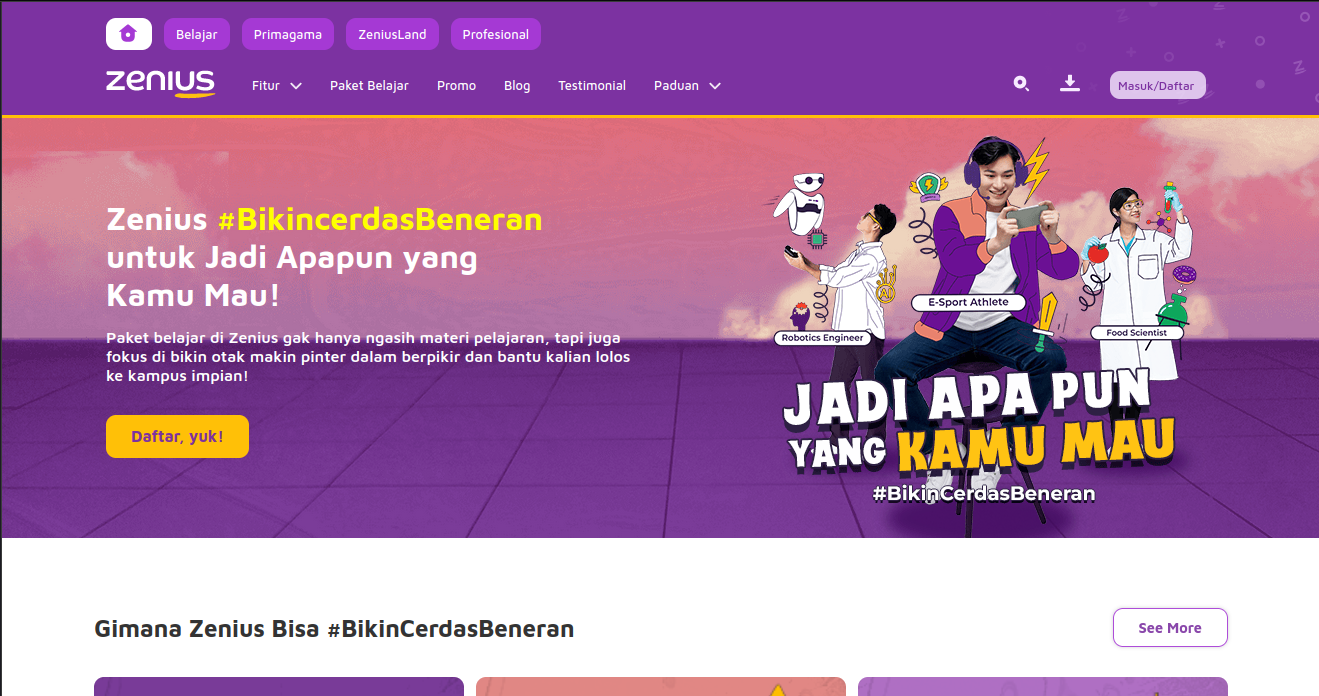 Belajar
Primagama
ZeniusLand
Profesional
zenius
Fitur
Paket Belajar
Promo
Blog
Testimonial
Paduan
Masuk/Daftar
Zenius #BikincerdasBeneran
untuk Jadi Apapun yang
Kamu Mau!
Paket belajar di Zenius gak hanya ngasih materi pelajaran, tapi juga
fokus di bikin otak makin pinter dalam berpikir dan bantu kalian lolos
ke kampus impian!
Daftar, yuk!
AI
E-Sport Athlete
Robotics Engineer
Food Scientist
JADI APA PUN
YANG KAMU MAU
#BikinCerdasBeneran
Gimana Zenius Bisa #BikinCerdasBeneran
See More